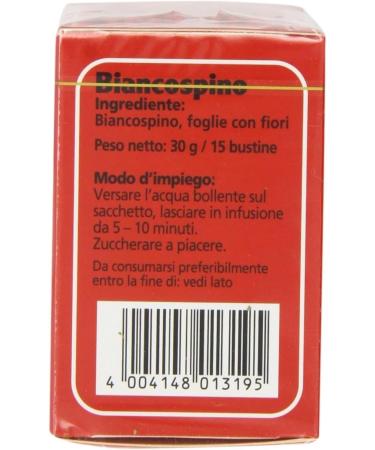 Biancospino
Ingrediente:
Biancospino, foglie con fiori
Peso netto: 30 g / 15 bustine
Modo d'impiego:
Versare l'acqua bollente sul
sacchetto, lasciare in infusione
da 5 – 10 minuti.
Zuccherare a piacere.
Da consumarsi preferibilmente
entro la fine di: vedi lato
4 004148 013195